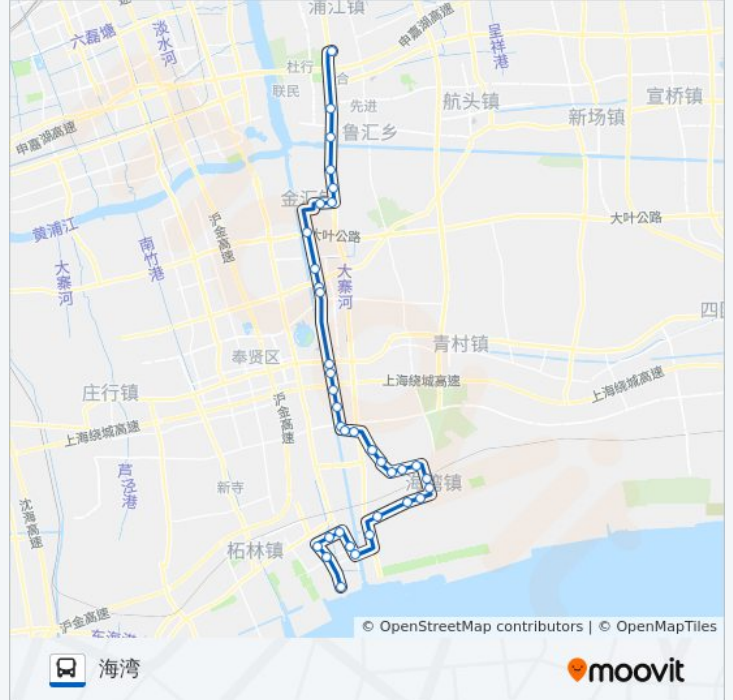 浦江镇
六磊塘
淡水河
申嘉湖高速
呈祥港
杜行
合
联民
先进
航头镇
宣桥镇
新场镇
鲁汇乡
申嘉湖高速
金汇
黄浦江
沪金高速
大叶公路
大叶公路
南竹港
大寨河
大寨河
四
奉贤区
青村镇
上海绕城高速
上海绕城高速
庄行镇
沪金高速
上海绕城高速
芦泾港
新寺
海湾镇
沈海高速
柘林镇
沪金高速
© OpenStreetMap contributors | © OpenMapTiles
海湾
moovit